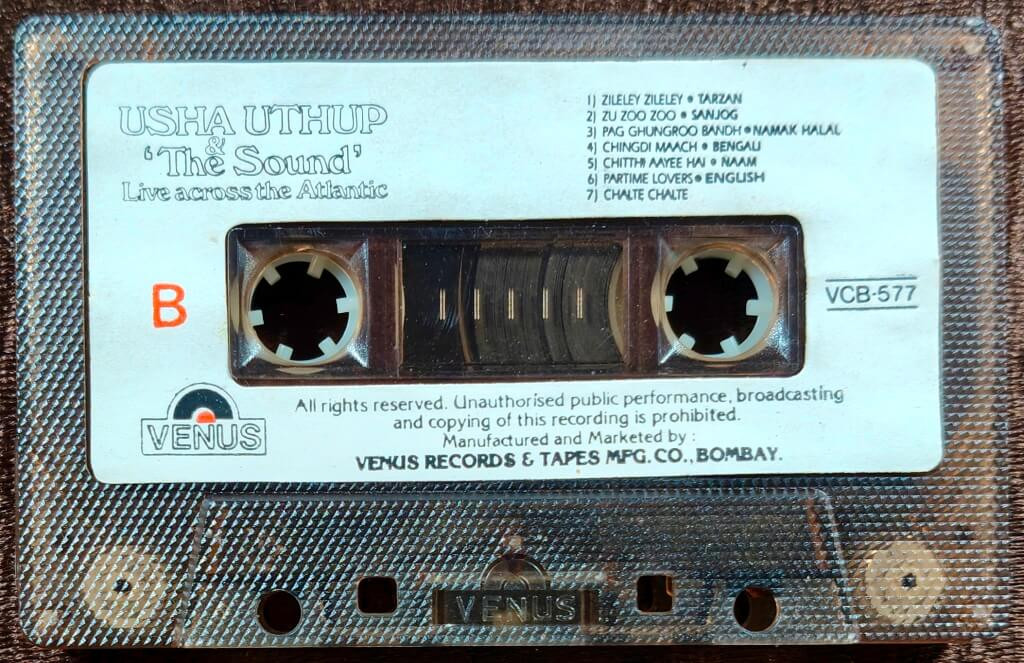 USHA UTHUP
&
'The Sound'
Live across the Atlantic
1) ZILELEY ZILELEY • TARZAN
2) ZU ZOO ZOO • SANJOG
3) PAG GHUNGROO BANDH • NAMAK HALAL
4) CHINGDI MAACH • BENGALI
5) CHITTHI AAYEE HAI • NAAM
6) PARTIME LOVERS • ENGLISH
7) CHALTE CHALTE
B
VCB-577
VENUS
All rights reserved. Unauthorised public performance, broadcasting
and copying of this recording is prohibited.
Manufactured and Marketed by :
VENUS RECORDS & TAPES MFG. CO., BOMBAY.
VENUS